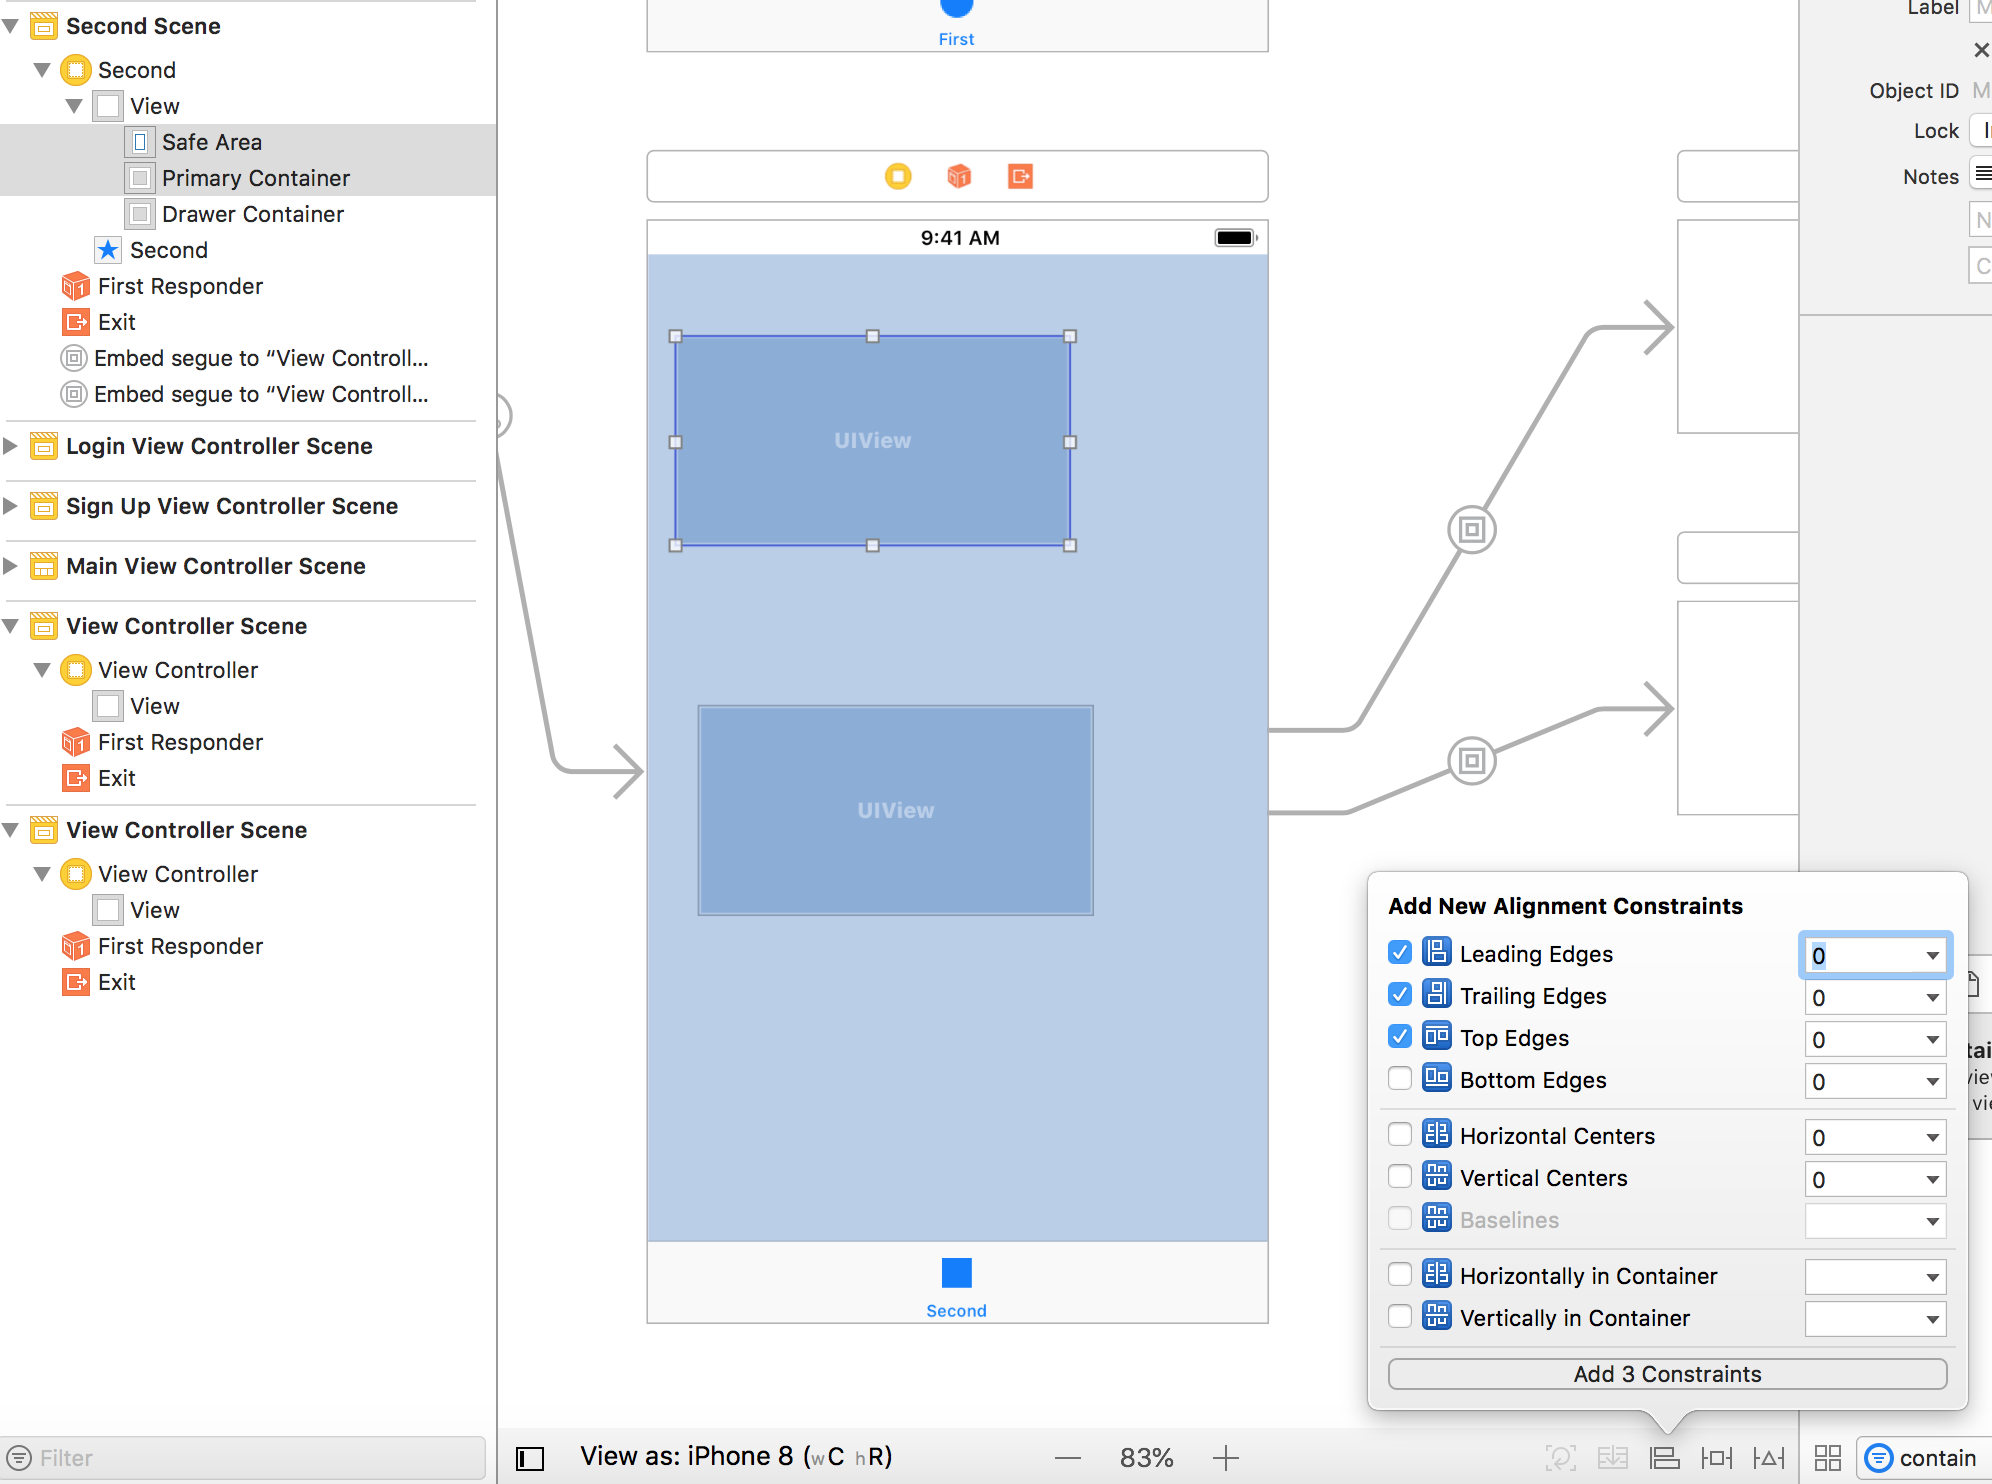 Second Scene
Second
View
Safe Area
Primary Container
Drawer Container
Second
First Responder
Exit
Embed segue to “View Controll...
Embed segue to “View Controll...
Login View Controller Scene
Sign Up View Controller Scene
Main View Controller Scene
View Controller Scene
View Controller
View
First Responder
Exit
View Controller Scene
View Controller
View
First Responder
Exit
Filter
First
9:41 AM
UIView
UIView
Second
View as: iPhone 8 (wC hR)
83%
Label
Object ID
Lock
Notes
Add New Alignment Constraints
Leading Edges 0
Trailing Edges 0
Top Edges 0
Bottom Edges 0
Horizontal Centers 0
Vertical Centers 0
Baselines
Horizontally in Container
Vertically in Container
Add 3 Constraints
contain